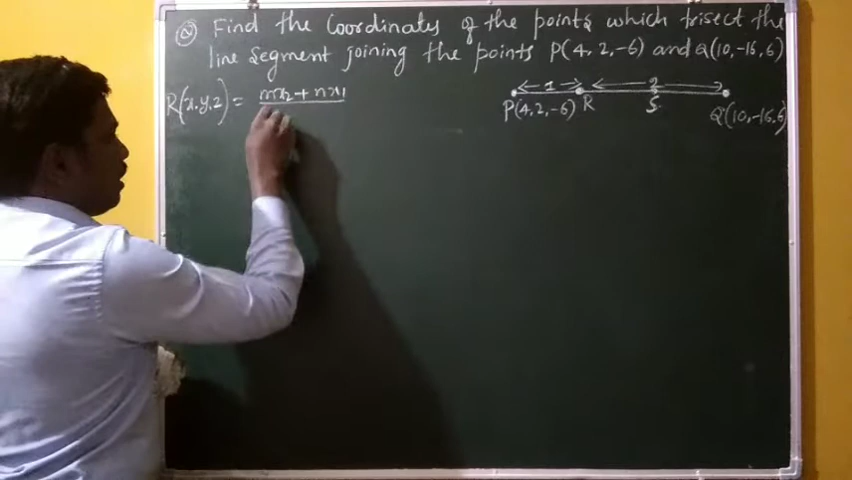 Q) Find the Coordinates of the points which trisect the
line segment joining the points P(4, 2, -6) and Q(10, -16, 6)
R(x, y, z) = mx₂ + nx₁
1 2
P(4, 2, -6) R S Q(10, -16, 6)